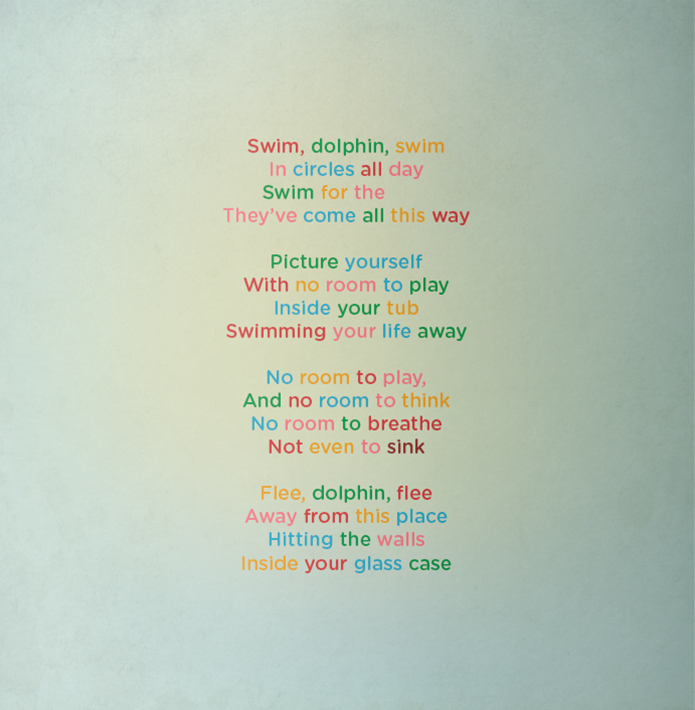 Swim, dolphin, swim
In circles all day
Swim for the
They've come all this way
Picture yourself
With no room to play
Inside your tub
Swimming your life away
No room to play,
And no room to think
No room to breathe
Not even to sink
Flee, dolphin, flee
Away from this place
Hitting the walls
Inside your glass case